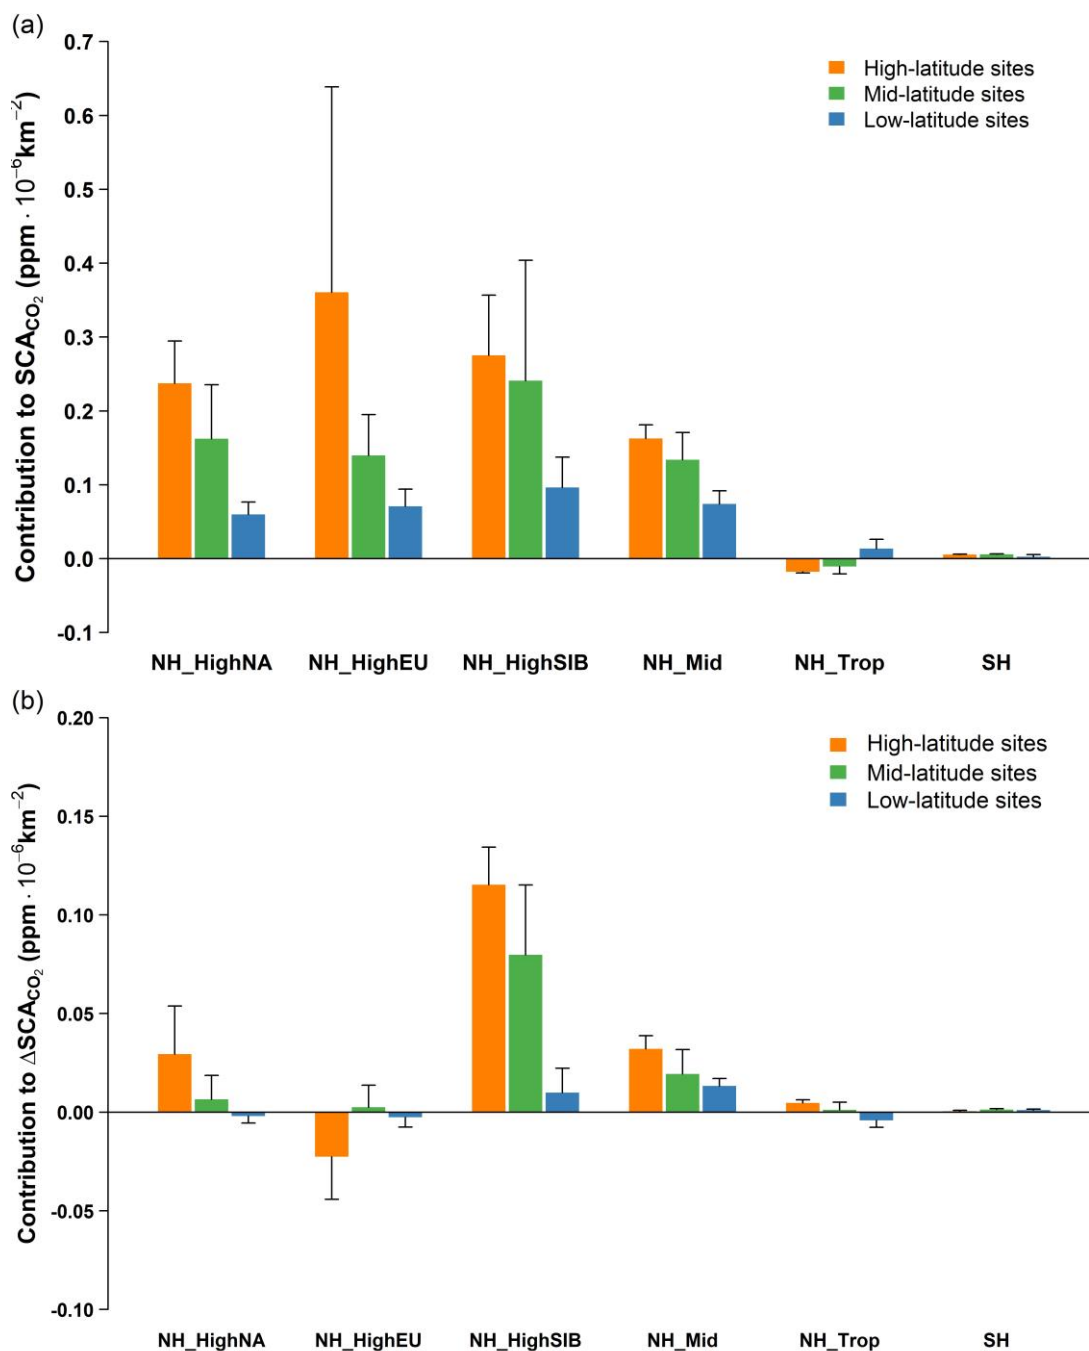 (a)
Contribution to SCA_CO₂ (ppm · 10⁻⁶km⁻²)
0.7
0.6
0.5
0.4
0.3
0.2
0.1
0.0
-0.1
High-latitude sites
Mid-latitude sites
Low-latitude sites
NH_HighNA NH_HighEU NH_HighSIB NH_Mid NH_Trop SH
(b)
Contribution to ΔSCA_CO₂ (ppm · 10⁻⁶km⁻²)
0.20
0.15
0.10
0.05
0.00
-0.05
-0.10
High-latitude sites
Mid-latitude sites
Low-latitude sites
NH_HighNA NH_HighEU NH_HighSIB NH_Mid NH_Trop SH